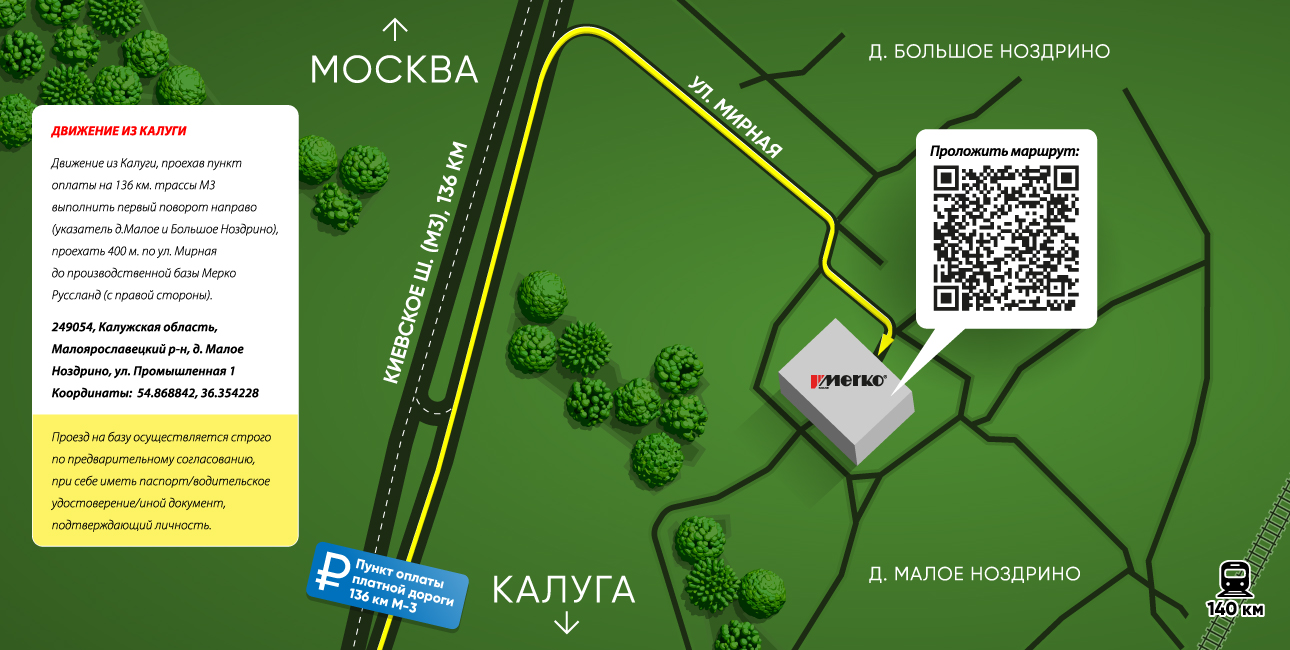 МОСКВА
Д. БОЛЬШОЕ НОЗДРИНО
УЛ. МИРНАЯ
КИЕВСКОЕ Ш. (М3), 136 КМ
ДВИЖЕНИЕ ИЗ КАЛУГИ
Движение из Калуги, проехав пункт
оплаты на 136 км. трассы М3
выполнить первый поворот направо
(указатель д.Малое и Большое Ноздрино),
проехать 400 м. по ул. Мирная
до производственной базы Мерко
Руссланд (с правой стороны).
249054, Калужская область,
Малоярославецкий р-н, д. Малое
Ноздрино, ул. Промышленная 1
Координаты: 54.868842, 36.354228
Проезд на базу осуществляется строго
по предварительному согласованию,
при себе иметь паспорт/водительское
удостоверение/иной документ,
подтверждающий личность.
Проложить маршрут:
merko®
₽
Пункт оплаты
платной дороги
136 км М-3
КАЛУГА
Д. МАЛОЕ НОЗДРИНО
140 км